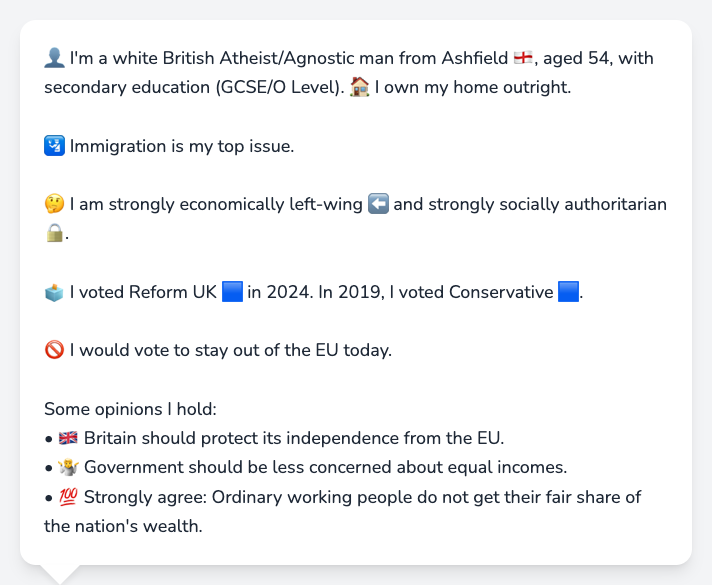 👤 I'm a white British Atheist/Agnostic man from Ashfield 🏴󠁧󠁢󠁥󠁮󠁧󠁿, aged 54, with
secondary education (GCSE/O Level). 🏠 I own my home outright.
🛂 Immigration is my top issue.
🤔 I am strongly economically left-wing ⬅️ and strongly socially authoritarian
🔒.
🗳️ I voted Reform UK 🟦 in 2024. In 2019, I voted Conservative 🟦.
🚫 I would vote to stay out of the EU today.
Some opinions I hold:
• 🇬🇧 Britain should protect its independence from the EU.
• 🤷 Government should be less concerned about equal incomes.
• 💯 Strongly agree: Ordinary working people do not get their fair share of
the nation's wealth.